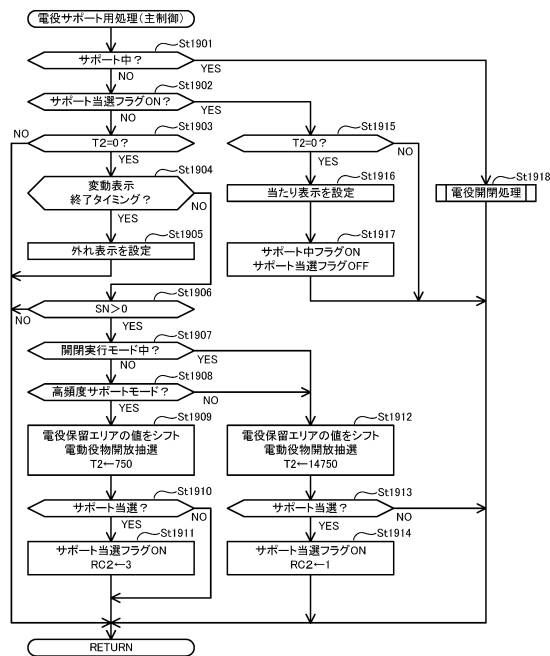 電役サポート用処理(主制御)
St1901
サポート中？
NO
YES
St1902
サポート当選フラグON？
NO
YES
St1903
NO
T2=0？
YES
St1915
T2=0？
YES
NO
St1904
変動表示
終了タイミング？
YES
NO
St1916
当たり表示を設定
St1918
電役開閉処理
St1905
外れ表示を設定
St1917
サポート中フラグON
サポート当選フラグOFF
St1906
SN＞0
NO
YES
St1907
開閉実行モード中？
NO
YES
St1908
高頻度サポートモード？
YES
NO
St1909
電役保留エリアの値をシフト
電動役物開放抽選
T2←750
St1912
電役保留エリアの値をシフト
電動役物開放抽選
T2←14750
St1910
サポート当選？
YES
NO
St1913
サポート当選？
YES
NO
St1911
サポート当選フラグON
RC2←3
St1914
サポート当選フラグON
RC2←1
RETURN